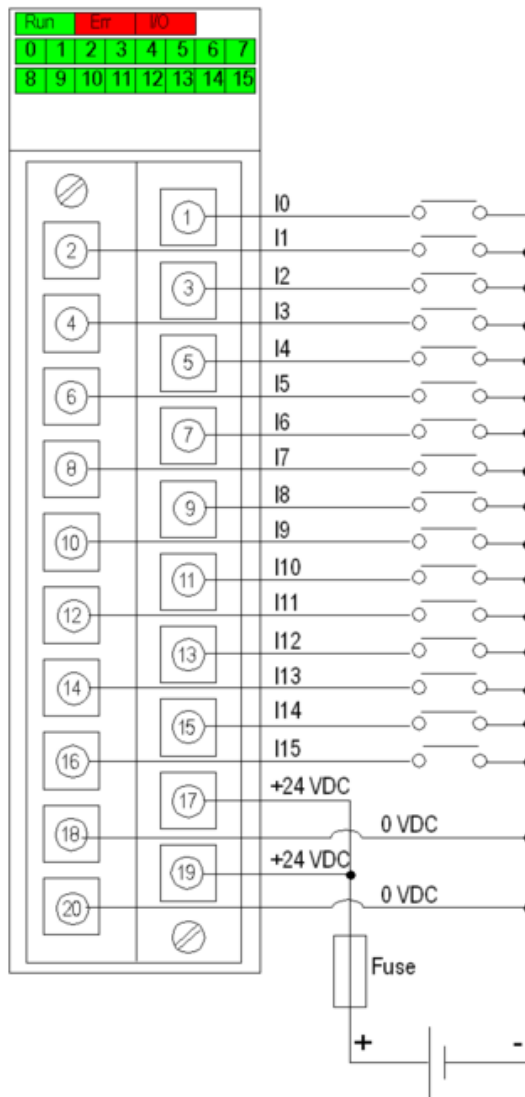 Run Err I/O
0 1 2 3 4 5 6 7
8 9 10 11 12 13 14 15
1 I0
2 I1
3 I2
4 I3
5 I4
6 I5
7 I6
8 I7
9 I8
10 I9
11 I10
12 I11
13 I12
14 I13
15 I14
16 I15
17 +24 VDC
18 0 VDC
19 +24 VDC
20 0 VDC
Fuse
+ -